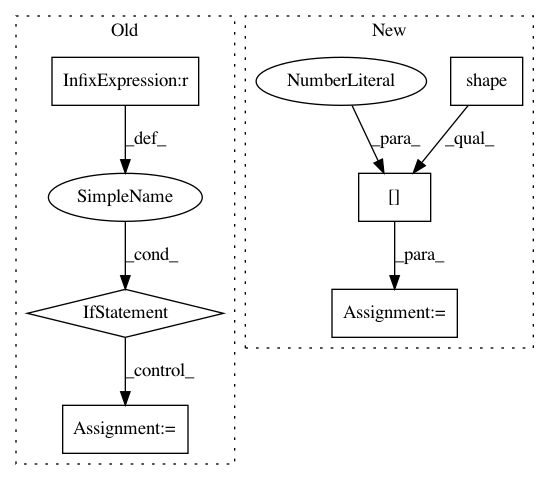 Old
InfixExpression:r
_def_
SimpleName
_cond_
IfStatement
_control_
Assignment:=
New
NumberLiteral
shape
_para_
_qual_
[]
_para_
Assignment:=